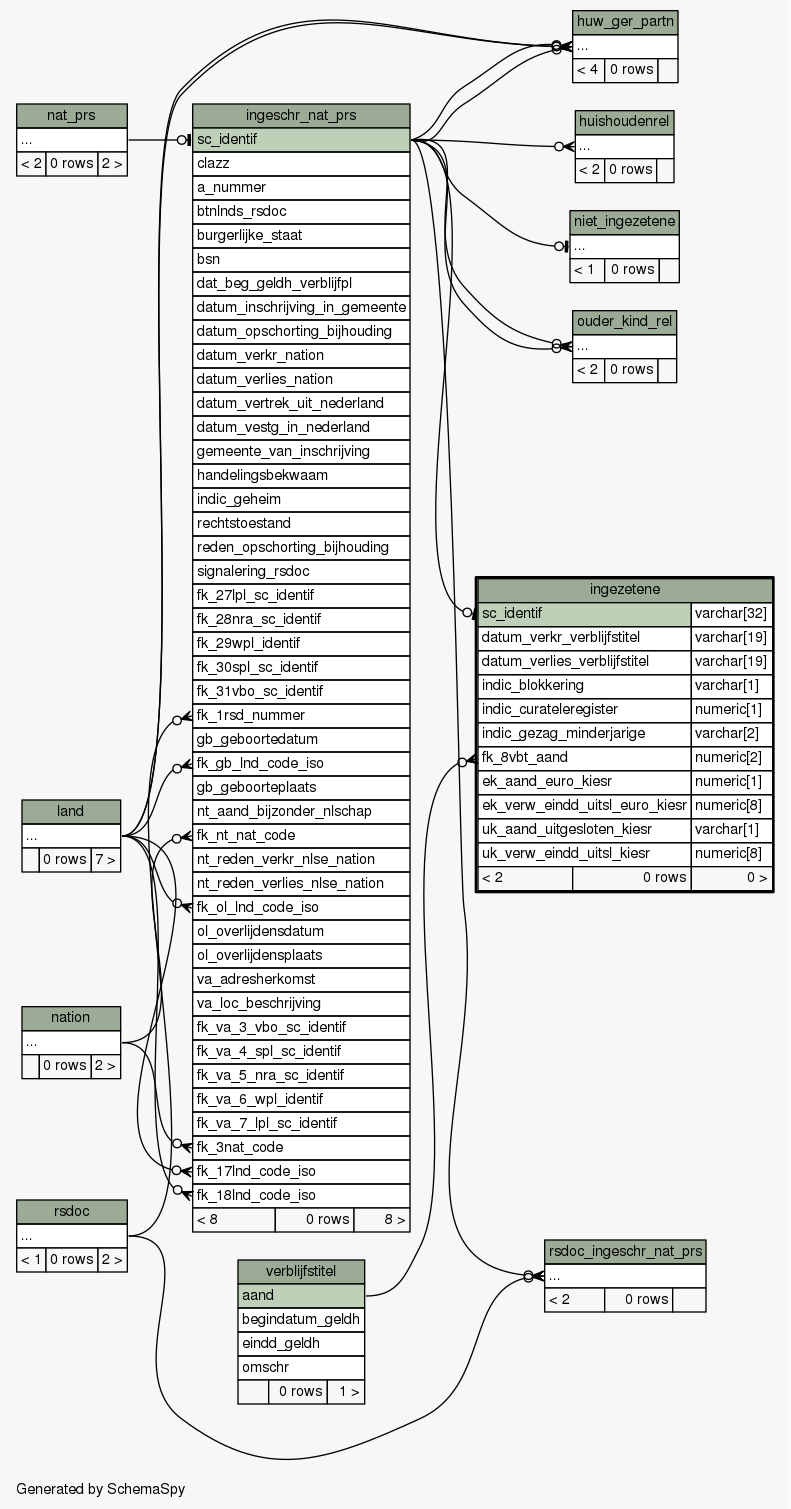 huw_ger_partn
...
< 4 0 rows
nat_prs
...
< 2 0 rows 2 >
ingeschr_nat_prs
sc_identif
clazz
a_nummer
btnlnds_rsdoc
burgerlijke_staat
bsn
dat_beg_geldh_verblijfpl
datum_inschrijving_in_gemeente
datum_opschorting_bijhouding
datum_verkr_nation
datum_verlies_nation
datum_vertrek_uit_nederland
datum_vestg_in_nederland
gemeente_van_inschrijving
handelingsbekwaam
indic_geheim
rechtstoestand
reden_opschorting_bijhouding
signalering_rsdoc
fk_27lpl_sc_identif
fk_28nra_sc_identif
fk_29wpl_identif
fk_30spl_sc_identif
fk_31vbo_sc_identif
fk_1rsd_nummer
gb_geboortedatum
fk_gb_lnd_code_iso
gb_geboorteplaats
nt_aand_bijzonder_nlschap
fk_nt_nat_code
nt_reden_verkr_nlse_nation
nt_reden_verlies_nlse_nation
fk_ol_lnd_code_iso
ol_overlijdensdatum
ol_overlijdensplaats
va_adresherkomst
va_loc_beschrijving
fk_va_3_vbo_sc_identif
fk_va_4_spl_sc_identif
fk_va_5_nra_sc_identif
fk_va_6_wpl_identif
fk_va_7_lpl_sc_identif
fk_3nat_code
fk_17lnd_code_iso
fk_18lnd_code_iso
< 8 0 rows 8 >
huishoudenrel
...
< 2 0 rows
niet_ingezetene
...
< 1 0 rows
ouder_kind_rel
...
< 2 0 rows
ingezetene
sc_identif varchar[32]
datum_verkr_verblijfstitel varchar[19]
datum_verlies_verblijfstitel varchar[19]
indic_blokkering varchar[1]
indic_curateleregister numeric[1]
indic_gezag_minderjarige varchar[2]
fk_8vbt_aand numeric[2]
ek_aand_euro_kiesr numeric[1]
ek_verw_eindd_uitsl_euro_kiesr numeric[8]
uk_aand_uitgesloten_kiesr varchar[1]
uk_verw_eindd_uitsl_kiesr numeric[8]
< 2 0 rows 0 >
land
...
0 rows 7 >
nation
...
0 rows 2 >
rsdoc
...
< 1 0 rows 2 >
rsdoc_ingeschr_nat_prs
...
< 2 0 rows
verblijfstitel
aand
begindatum_geldh
eindd_geldh
omschr
0 rows 1 >
Generated by SchemaSpy